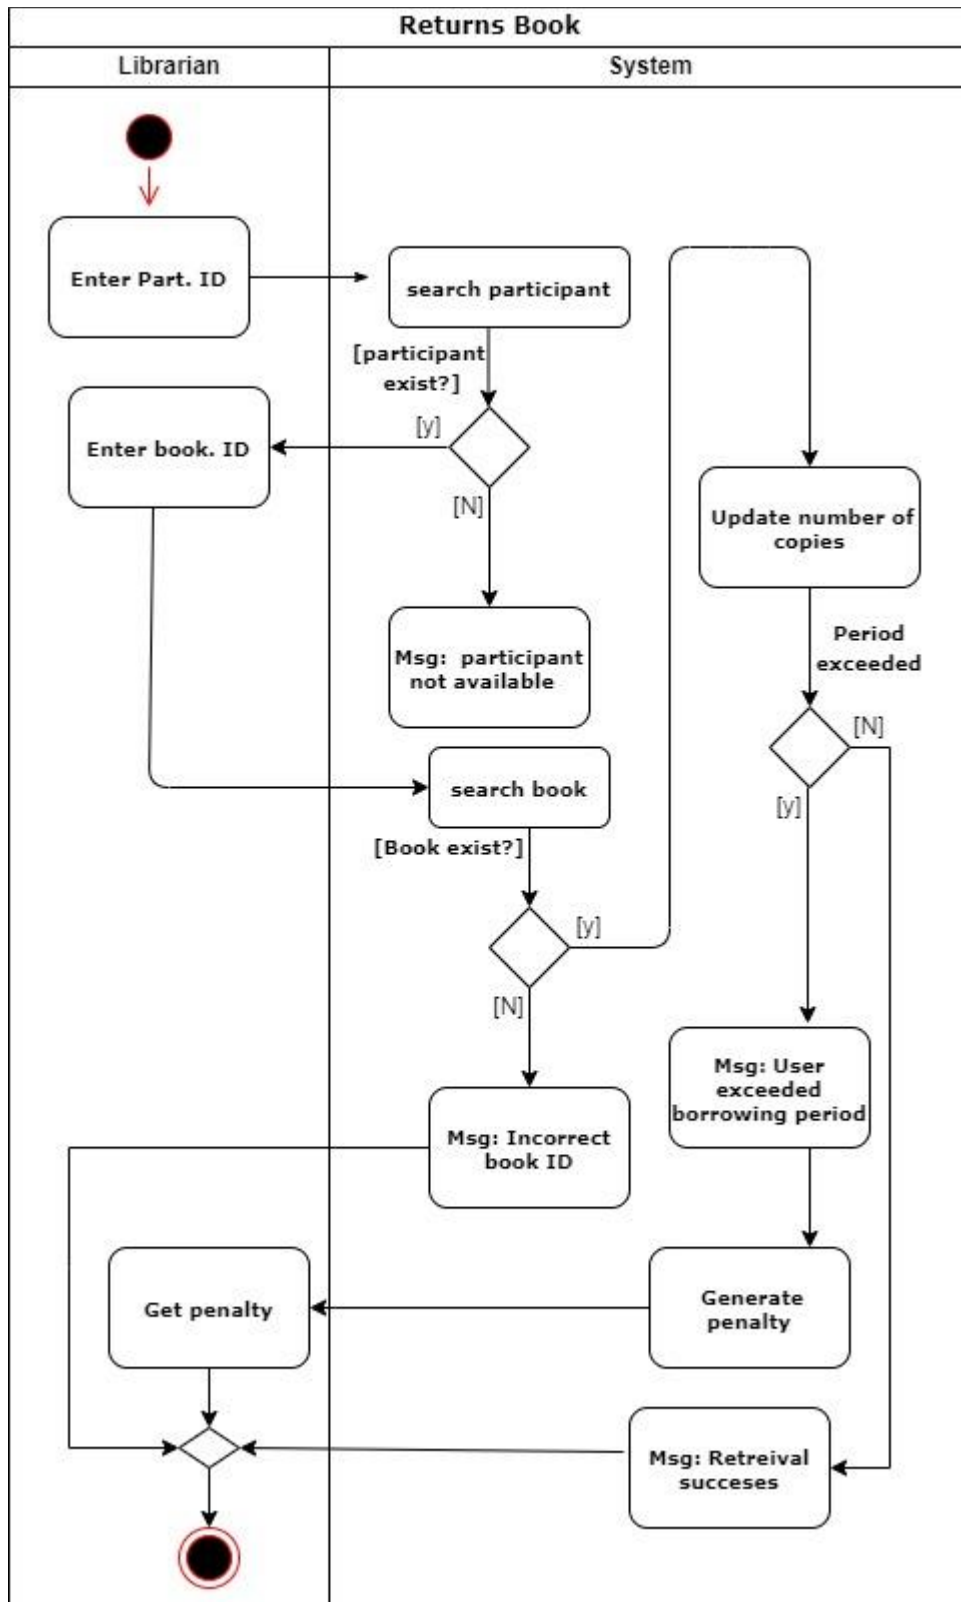 Returns Book
Librarian
System
Enter Part. ID
search participant
[participant
exist?]
[y]
Enter book. ID
[N]
Update number of
copies
Msg:  participant
not available
Period
exceeded
[N]
search book
[y]
[Book exist?]
[y]
[N]
Msg: User
exceeded
borrowing period
Msg: Incorrect
book ID
Get penalty
Generate
penalty
Msg: Retreival
succeses